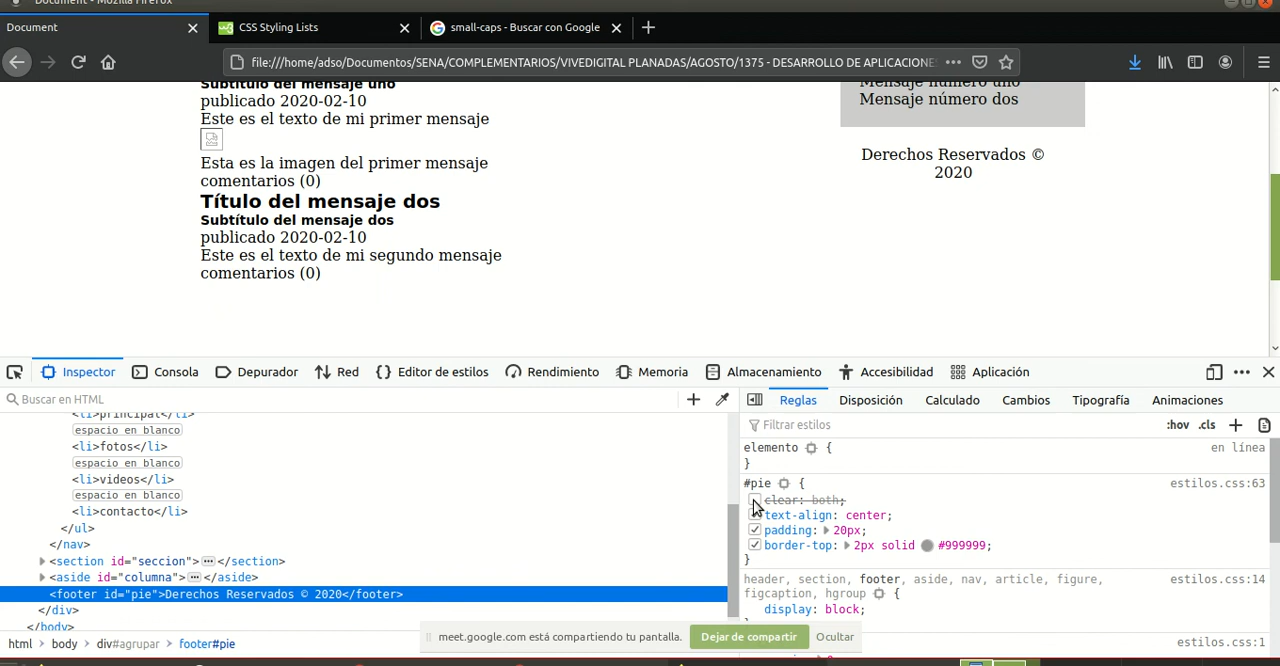 Document - Mozilla Firefox
Document
CSS Styling Lists
small-caps - Buscar con Google
file:///home/adso/Documentos/SENA/COMPLEMENTARIOS/VIVEDIGITAL PLANADAS/AGOSTO/1375 - DESARROLLO DE APLICACIONE
Subtítulo del mensaje uno
publicado 2020-02-10
Este es el texto de mi primer mensaje
Esta es la imagen del primer mensaje
comentarios (0)
Título del mensaje dos
Subtítulo del mensaje dos
publicado 2020-02-10
Este es el texto de mi segundo mensaje
comentarios (0)
Mensaje número uno
Mensaje número dos
Derechos Reservados ©
2020
Inspector
Consola
Depurador
Red
Editor de estilos
Rendimiento
Memoria
Almacenamiento
Accesibilidad
Aplicación
Buscar en HTML
<li>principal</li>
espacio en blanco
<li>fotos</li>
espacio en blanco
<li>videos</li>
espacio en blanco
<li>contacto</li>
</ul>
</nav>
<section id="seccion"></section>
<aside id="columna"></aside>
<footer id="pie">Derechos Reservados © 2020</footer>
</div>
</body>
html
body
div#agrupar
footer#pie
Reglas
Disposición
Calculado
Cambios
Tipografía
Animaciones
Filtrar estilos
:hov
.cls
elemento {
en línea
}
#pie {
estilos.css:63
clear: both;
text-align: center;
padding: 20px;
border-top: 2px solid #999999;
}
header, section, footer, aside, nav, article, figure,
estilos.css:14
figcaption, hgroup {
display: block;
estilos.css:1
meet.google.com está compartiendo tu pantalla.
Dejar de compartir
Ocultar